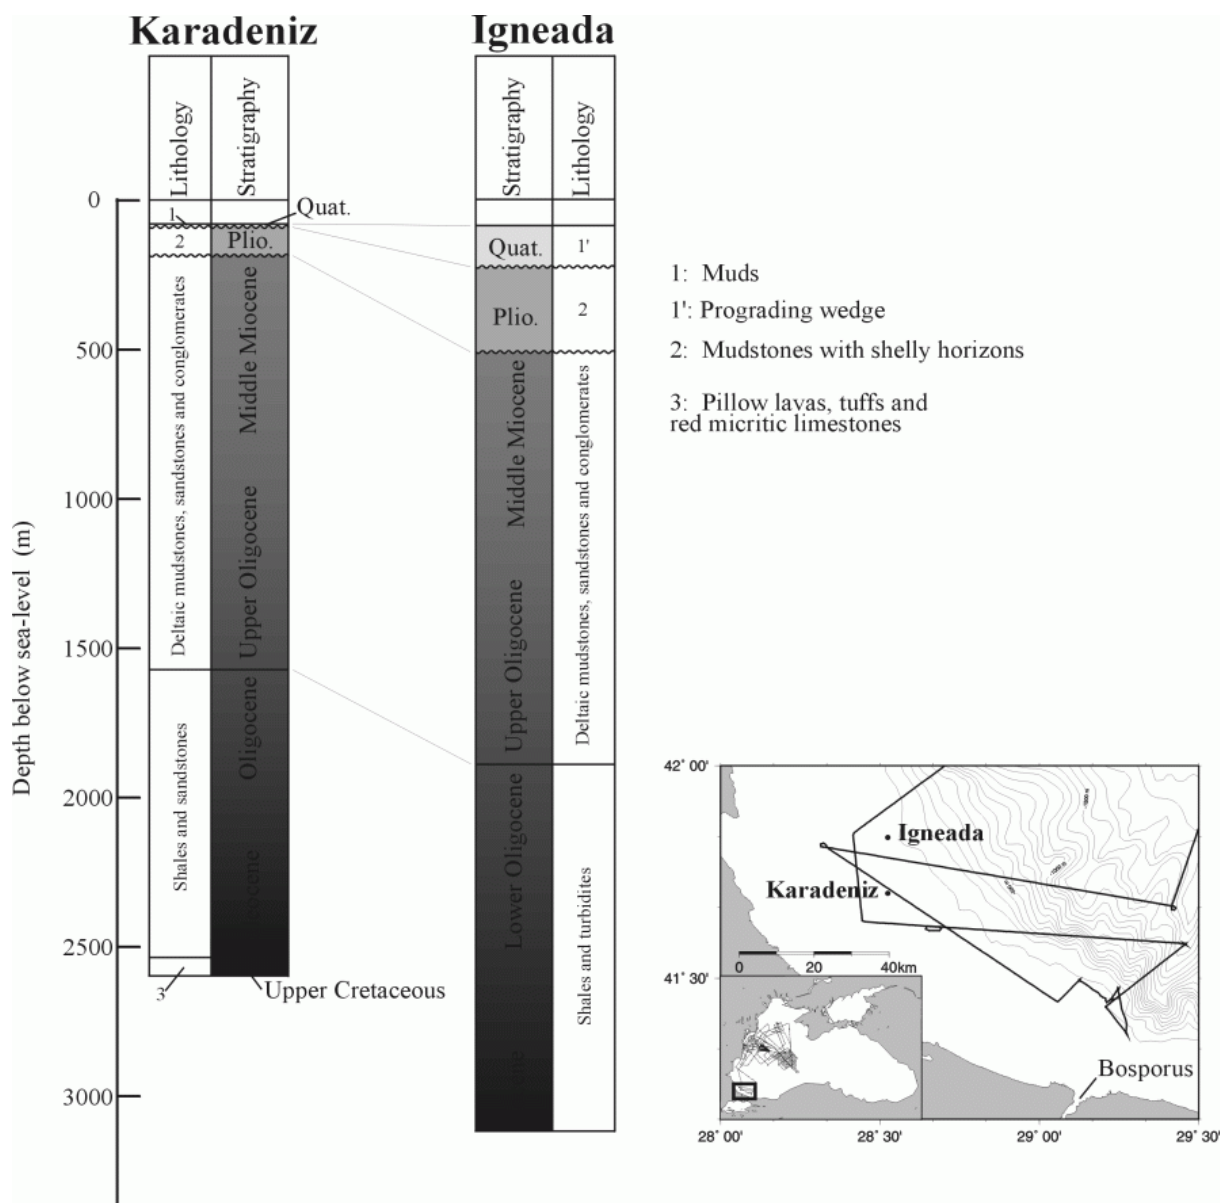 Karadeniz
Igneada
Lithology
Stratigraphy
Stratigraphy
Lithology
Depth below sea-level (m)
0
500
1000
1500
2000
2500
3000
1
Quat.
2
Plio.
Deltaic mudstones, sandstones and conglomerates
Middle Miocene
Upper Oligocene
Shales and sandstones
Oligocene
3
Upper Cretaceous
Quat.
1'
Plio.
2
Middle Miocene
Upper Oligocene
Deltaic mudstones, sandstones and conglomerates
Lower Oligocene
Shales and turbidites
1: Muds
1': Prograding wedge
2: Mudstones with shelly horizons
3: Pillow lavas, tuffs and
red micritic limestones
42° 00'
Igneada
Karadeniz
0 20 40km
41° 30'
Bosporus
28° 00' 28° 30' 29° 00' 29° 30'